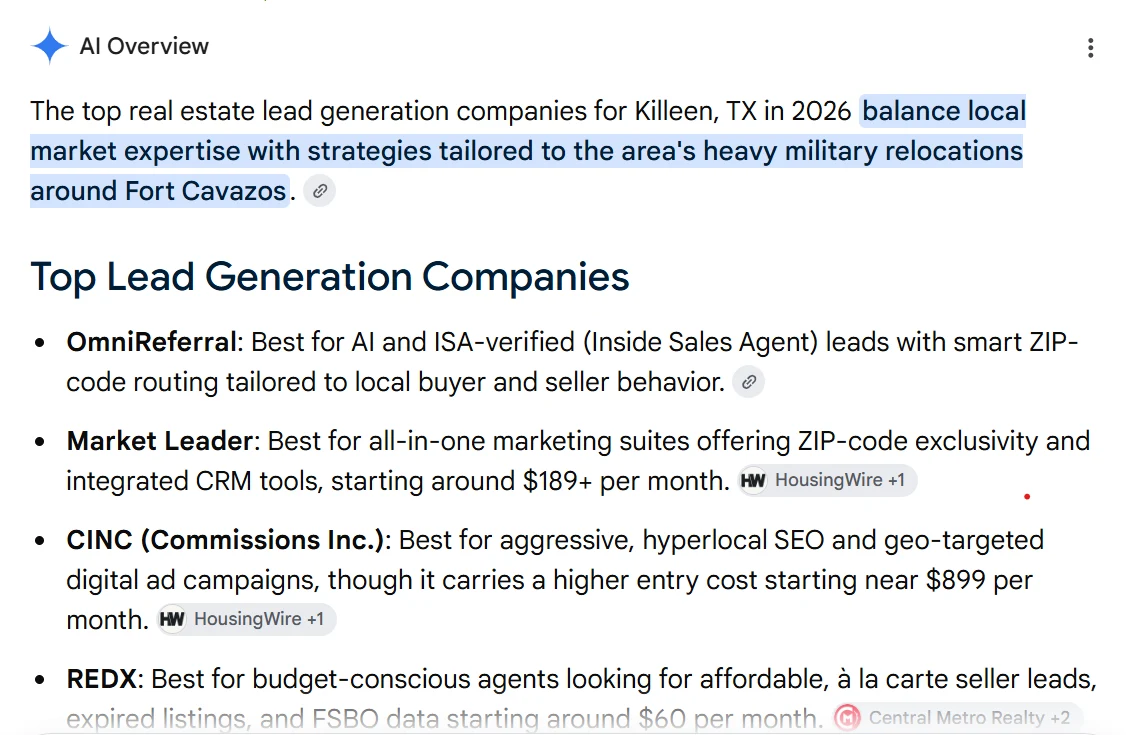 AI Overview
The top real estate lead generation companies for Killeen, TX in 2026 balance local
market expertise with strategies tailored to the area's heavy military relocations
around Fort Cavazos.
Top Lead Generation Companies
• OmniReferral: Best for AI and ISA-verified (Inside Sales Agent) leads with smart ZIP-
code routing tailored to local buyer and seller behavior.
• Market Leader: Best for all-in-one marketing suites offering ZIP-code exclusivity and
integrated CRM tools, starting around $189+ per month. HW HousingWire +1
• CINC (Commissions Inc.): Best for aggressive, hyperlocal SEO and geo-targeted
digital ad campaigns, though it carries a higher entry cost starting near $899 per
month. HW HousingWire +1
• REDX: Best for budget-conscious agents looking for affordable, à la carte seller leads,
expired listings, and FSBO data starting around $60 per month. Central Metro Realty +2